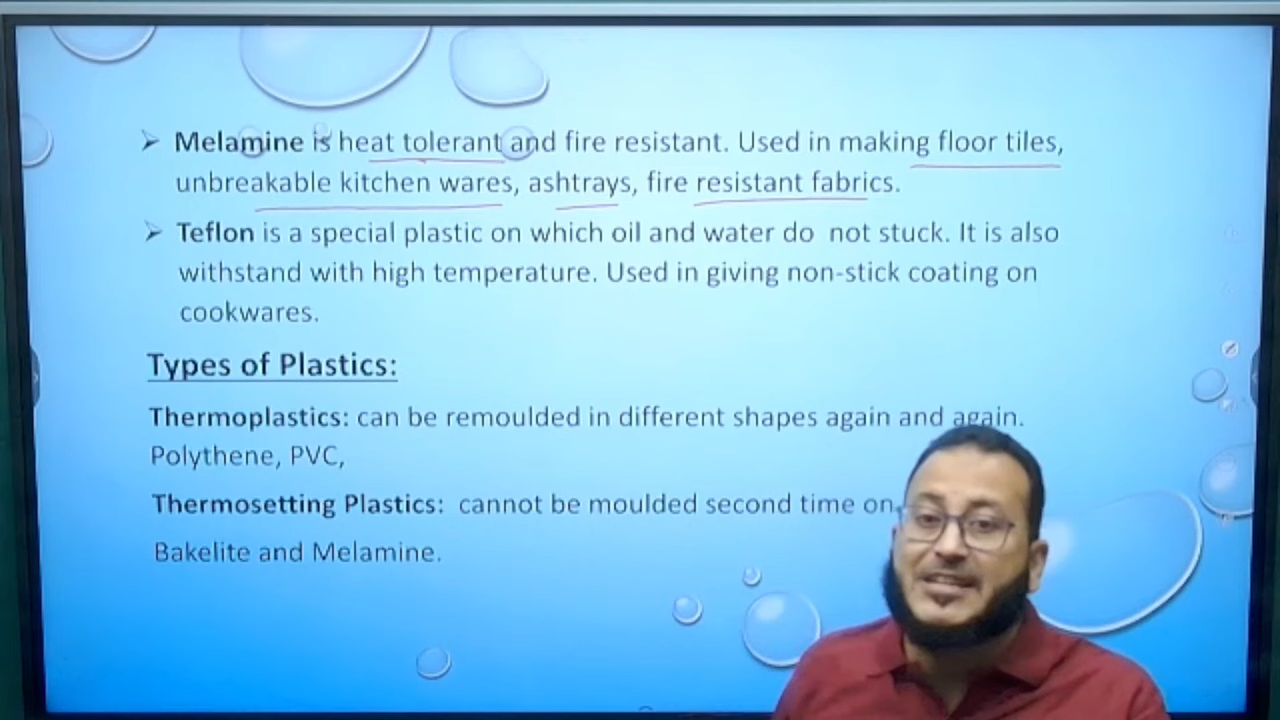 ➢ Melamine is heat tolerant and fire resistant. Used in making floor tiles,
unbreakable kitchen wares, ashtrays, fire resistant fabrics.
➢ Teflon is a special plastic on which oil and water do not stuck. It is also
withstand with high temperature. Used in giving non-stick coating on
cookwares.
Types of Plastics:
Thermoplastics: can be remoulded in different shapes again and again.
Polythene, PVC,
Thermosetting Plastics: cannot be moulded second time on
Bakelite and Melamine.